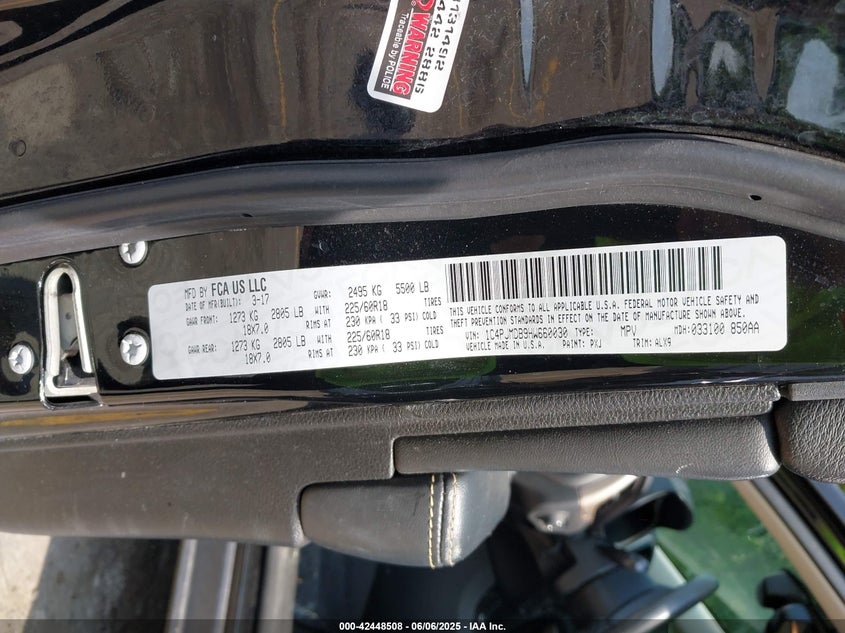 WARNING
Traceable by POLICE
442 288G
MFD BY FCA US LLC
DATE OF MFR(BUILT): 3-17 GVWR: 2495 KG 5500 LB
GAWR FRONT: 1273 KG 2805 LB WITH 225/60R18 TIRES
18X7.0 RIMS AT 230 KPA ( 33 PSI) COLD
GAWR REAR: 1273 KG 2805 LB WITH 225/60R18 TIRES
18X7.0 RIMS AT 230 KPA ( 33 PSI) COLD
THIS VEHICLE CONFORMS TO ALL APPLICABLE U.S.A. FEDERAL MOTOR VEHICLE SAFETY AND
THEFT PREVENTION STANDARDS IN EFFECT ON THE DATE OF MANUFACTURE SHOWN ABOVE.
VIN: 1C4PJMDB9HW660030 TYPE: MPV MDH: 033100 850AA
VEHICLE MADE IN U.S.A. PAINT: PXJ TRIM: ALX9
000-42448508 - 06/06/2025 - IAA Inc.